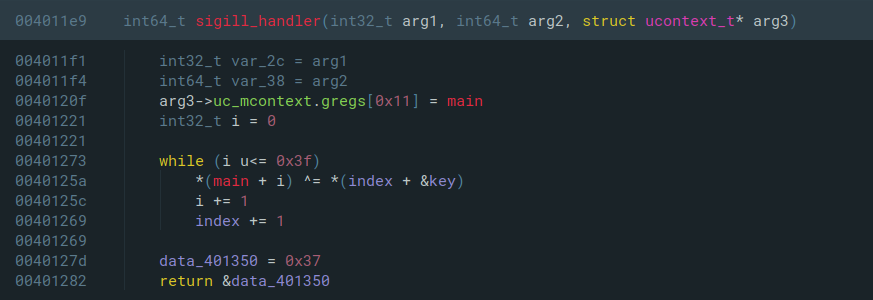 004011e9 int64_t sigill_handler(int32_t arg1, int64_t arg2, struct ucontext_t* arg3)
004011f1 int32_t var_2c = arg1
004011f4 int64_t var_38 = arg2
0040120f arg3->uc_mcontext.gregs[0x11] = main
00401221 int32_t i = 0
00401221
00401273 while (i u<= 0x3f)
0040125a *(main + i) ^= *(index + &key)
0040125c i += 1
00401269 index += 1
00401269
0040127d data_401350 = 0x37
00401282 return &data_401350